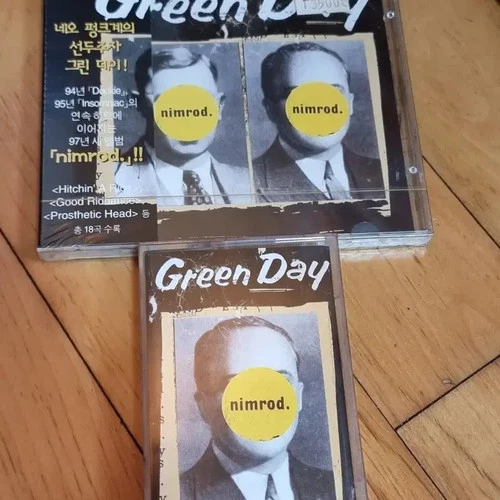 Green Day
네오 펑크계의
선두주자
그린 데이!
94년 「Dookie」,
95년 「Insomniac」의
연속 히트에
이어지는
97년 새 앨범
「nimrod.」!!
<Hitchin' A Ride>
<Good Riddance>
<Prosthetic Head> 등
총 18곡 수록
nimrod.
nimrod.
Green Day
nimrod.